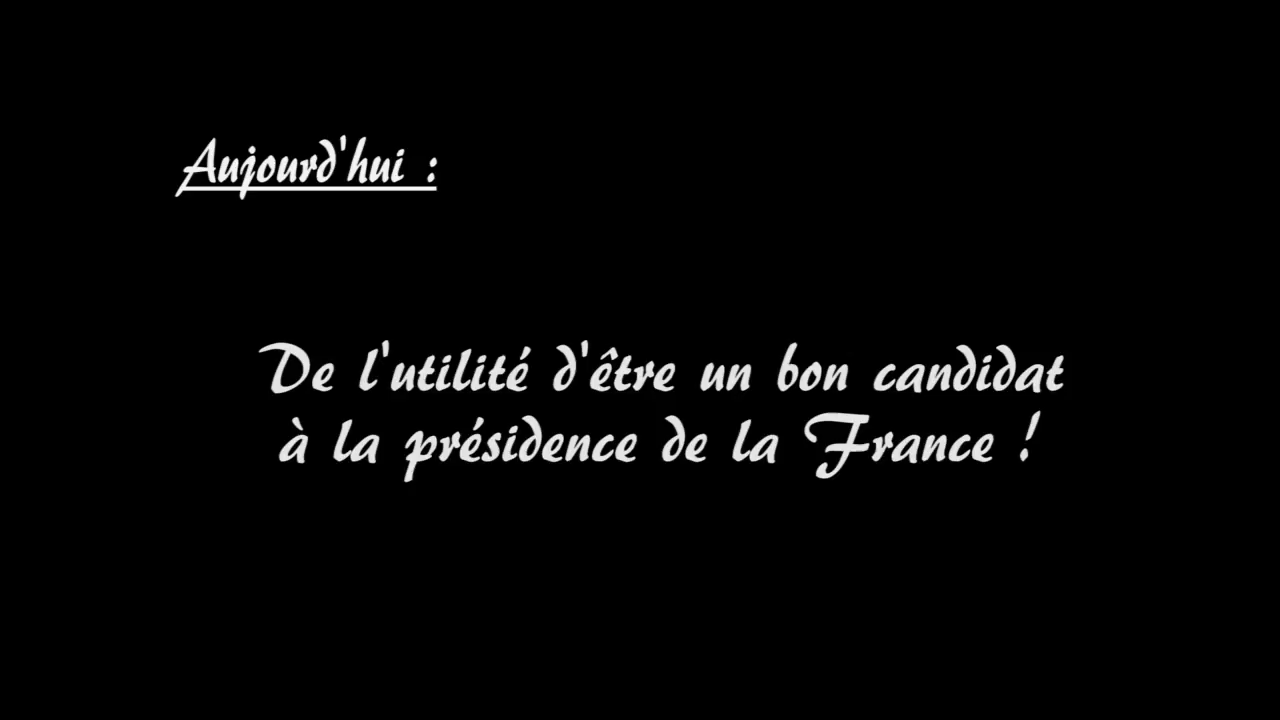 Aujourd'hui :
De l'utilité d'être un bon candidat
à la présidence de la France !